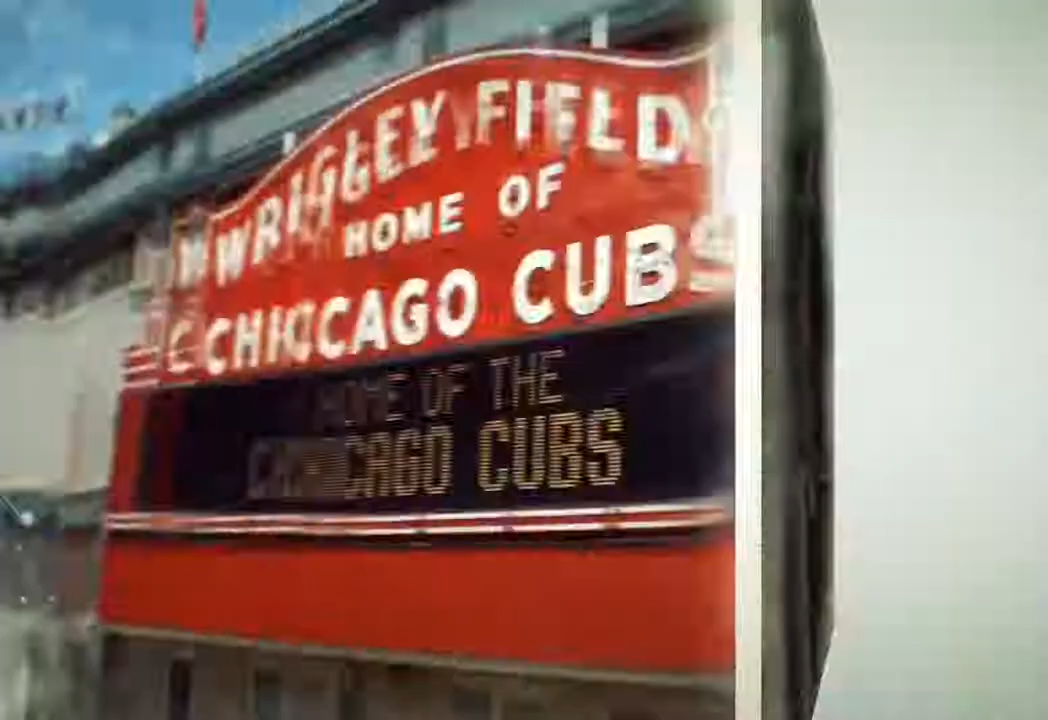 WRIGLEY FIELD
HOME OF
CHICAGO CUBS
HOME OF THE
CHICAGO CUBS